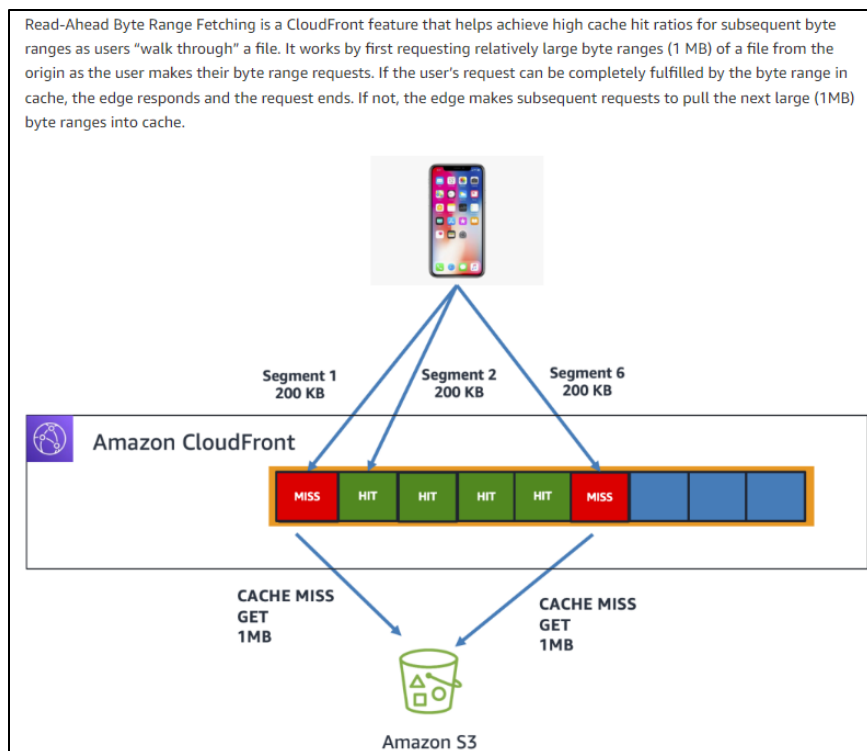 Read-Ahead Byte Range Fetching is a CloudFront feature that helps achieve high cache hit ratios for subsequent byte
ranges as users “walk through” a file. It works by first requesting relatively large byte ranges (1 MB) of a file from the
origin as the user makes their byte range requests. If the user's request can be completely fulfilled by the byte range in
cache, the edge responds and the request ends. If not, the edge makes subsequent requests to pull the next large (1MB)
byte ranges into cache.
Segment 1
200 KB
Segment 2
200 KB
Segment 6
200 KB
Amazon CloudFront
MISS HIT HIT HIT HIT MISS
CACHE MISS
GET
1MB
CACHE MISS
GET
1MB
Amazon S3